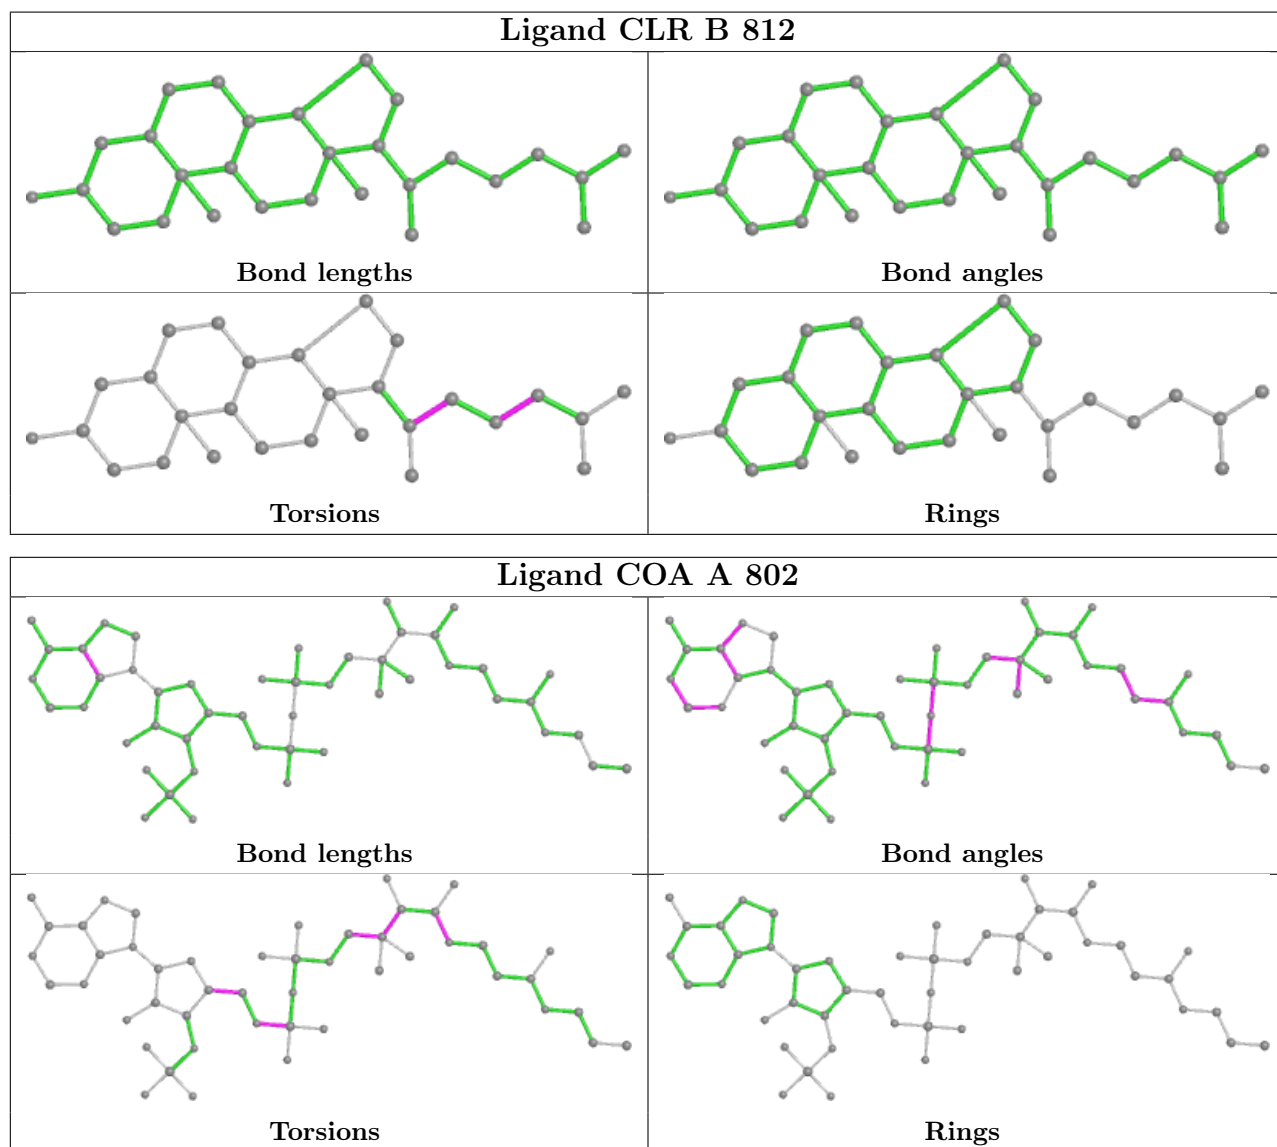 Ligand CLR B 812
Bond lengths
Bond angles
Torsions
Rings
Ligand COA A 802
Bond lengths
Bond angles
Torsions
Rings